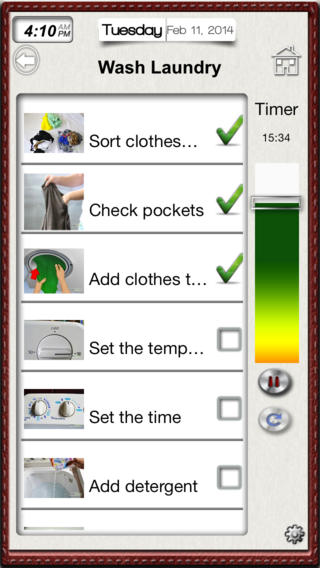 4:10 AM PM
Tuesday Feb 11, 2014
Wash Laundry
Timer
15:34
Sort clothes...
Check pockets
Add clothes t...
Set the temp...
Set the time
Add detergent